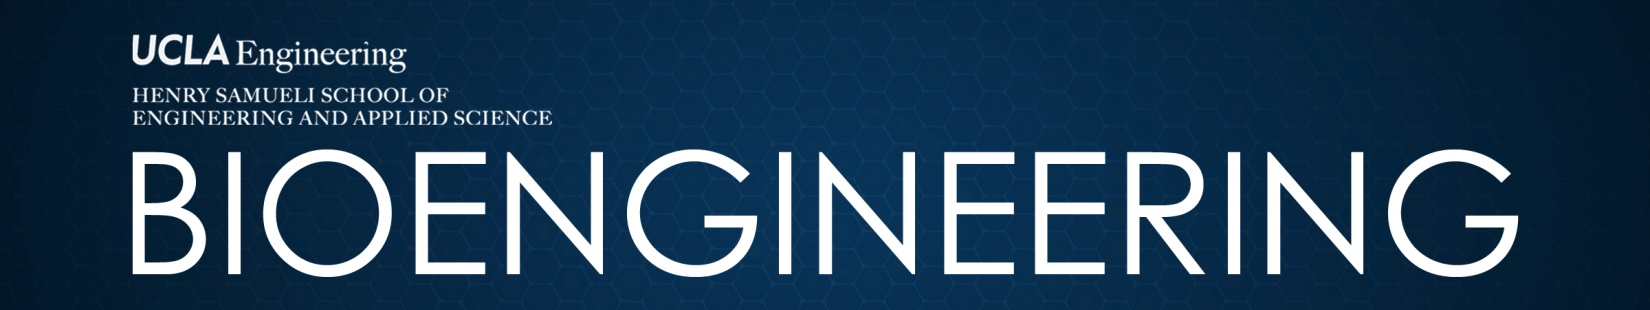 UCLA Engineering
HENRY SAMUELI SCHOOL OF
ENGINEERING AND APPLIED SCIENCE
BIOENGINEERING